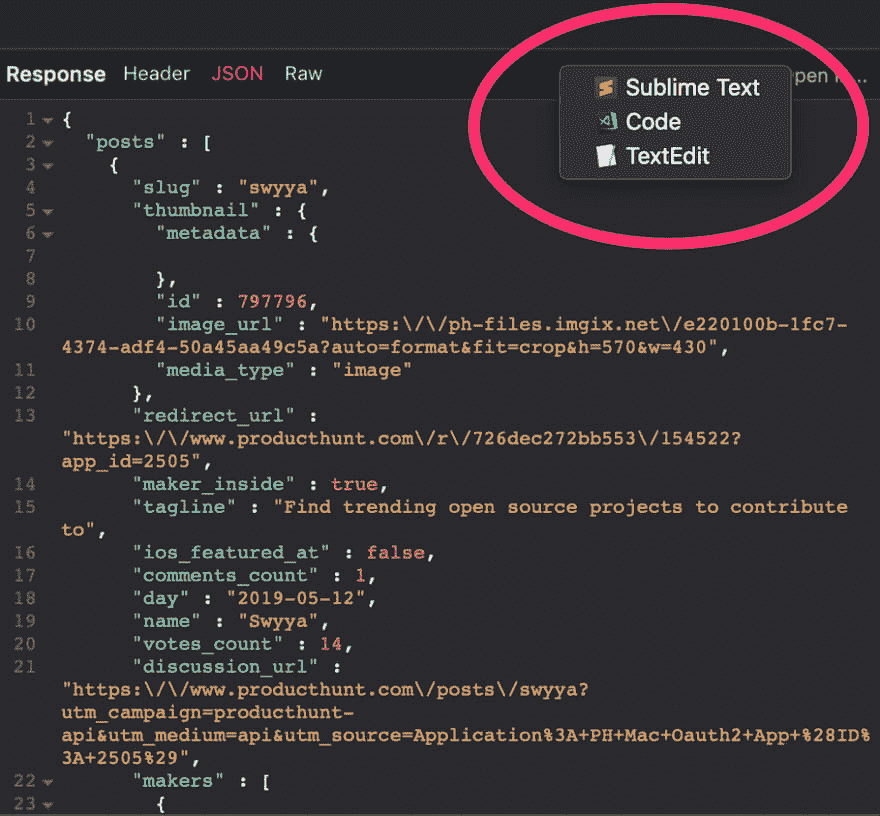 Response Header JSON Raw
Sublime Text
Code
TextEdit
1 {
2 "posts" : [
3 {
4 "slug" : "swyya",
5 "thumbnail" : {
6 "metadata" : {
7
8 },
9 "id" : 797796,
10 "image_url" : "https:\/\/ph-files.imgix.net\/e220100b-1fc7-
4374-adf4-50a45aa49c5a?auto=format&fit=crop&h=570&w=430",
11 "media_type" : "image"
12 },
13 "redirect_url" :
"https:\/\/www.producthunt.com\/r\/726dec272bb553\/154522?
app_id=2505",
14 "maker_inside" : true,
15 "tagline" : "Find trending open source projects to contribute
to",
16 "ios_featured_at" : false,
17 "comments_count" : 1,
18 "day" : "2019-05-12",
19 "name" : "Swyya",
20 "votes_count" : 14,
21 "discussion_url" :
"https:\/\/www.producthunt.com\/posts\/swyya?
utm_campaign=producthunt-
api&utm_medium=api&utm_source=Application%3A+PH+Mac+Oauth2+App+%28ID%
3A+2505%29",
22 "makers" : [
23 {